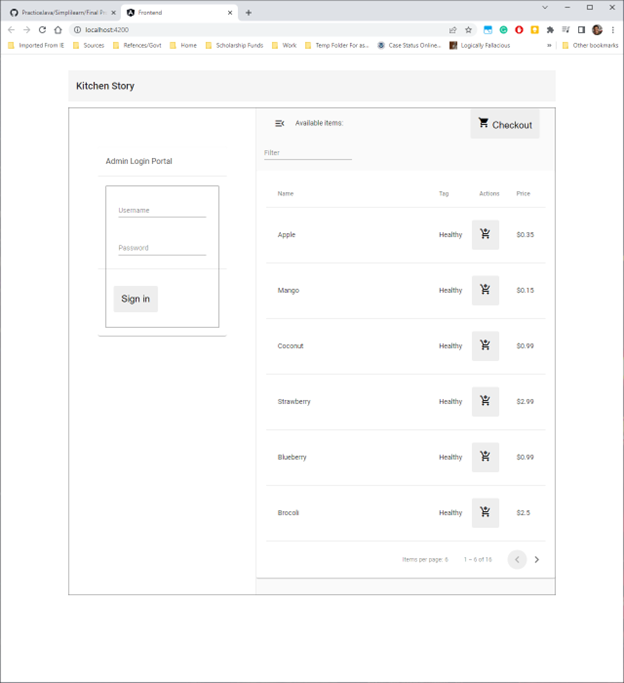 Practicelava/Simplilearn/Final Pr
Frontend
localhost:4200
Imported From IE
Sources
Refences/Govt
Home
Scholarship Funds
Work
Temp Folder For as...
Case Status Online...
Logically Fallacious
»
Other bookmarks
Kitchen Story
Available items:
Checkout
Filter
Admin Login Portal
Username
Password
Sign in
Name Tag Actions Price
Apple Healthy $0.35
Mango Healthy $0.15
Coconut Healthy $0.99
Strawberry Healthy $2.99
Blueberry Healthy $0.99
Brocoli Healthy $2.5
Items per page: 6 1 – 6 of 16